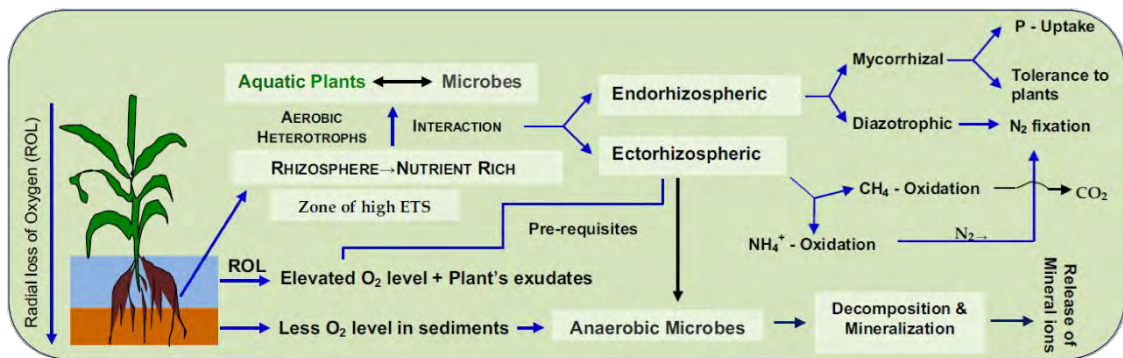 Radial loss of Oxygen (ROL)
Aquatic Plants
Microbes
AEROBIC
HETEROTROPHS
INTERACTION
RHIZOSPHERE→NUTRIENT RICH
Zone of high ETS
Endorhizospheric
Ectorhizospheric
Mycorrhizal
Diazotrophic
P - Uptake
Tolerance to
plants
N₂ fixation
CH₄ - Oxidation
CO₂
NH₄⁺ - Oxidation
N₂→
Pre-requisites
ROL
Elevated O₂ level + Plant's exudates
Less O₂ level in sediments
Anaerobic Microbes
Decomposition &
Mineralization
Release of
Mineral ions